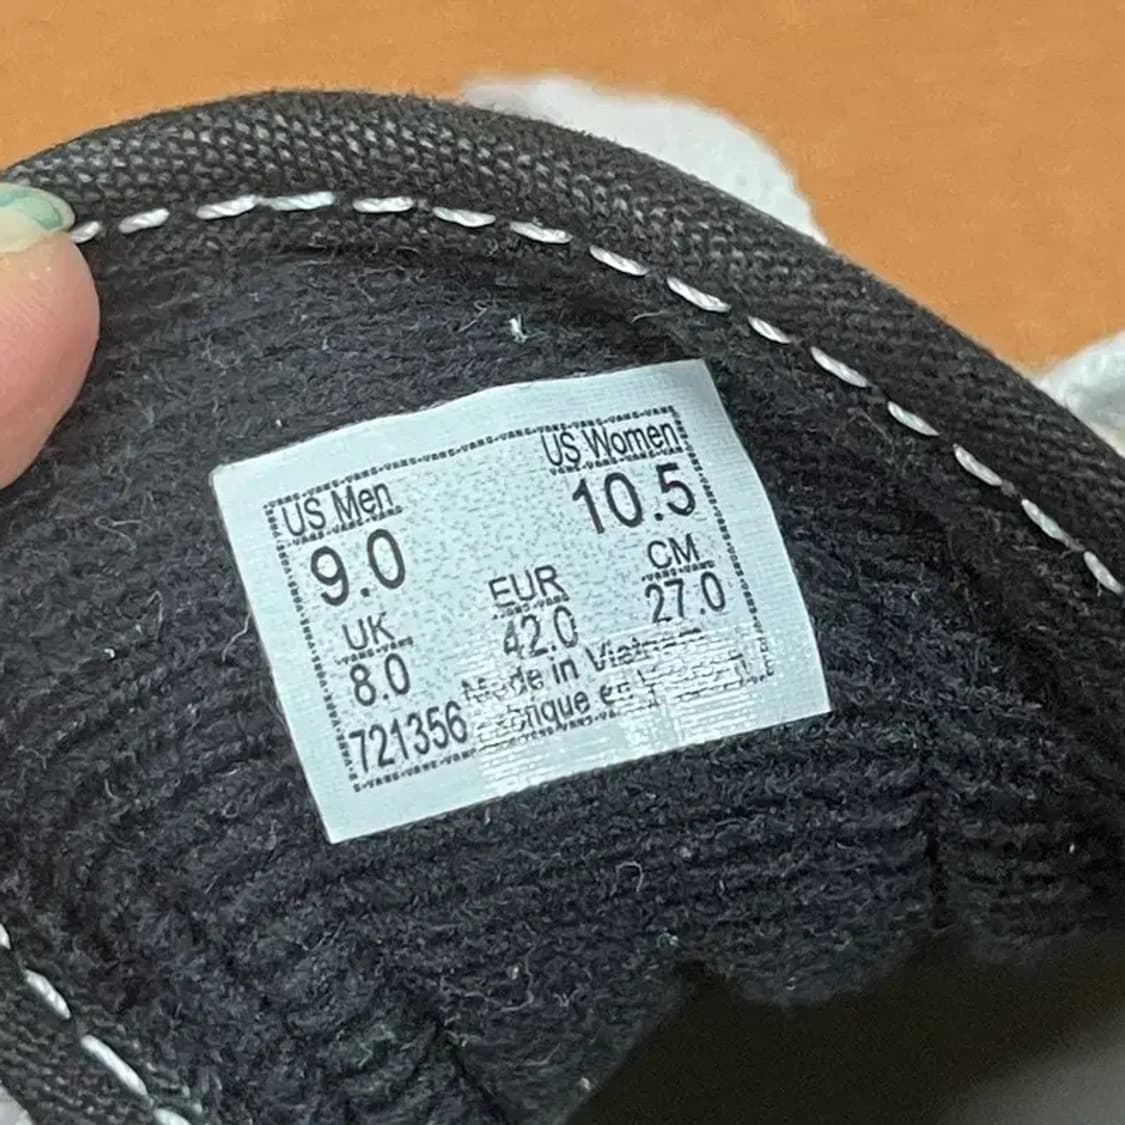 US Men US Women
9.0 10.5
UK EUR CM
8.0 42.0 27.0
Made in Vietnam
721356